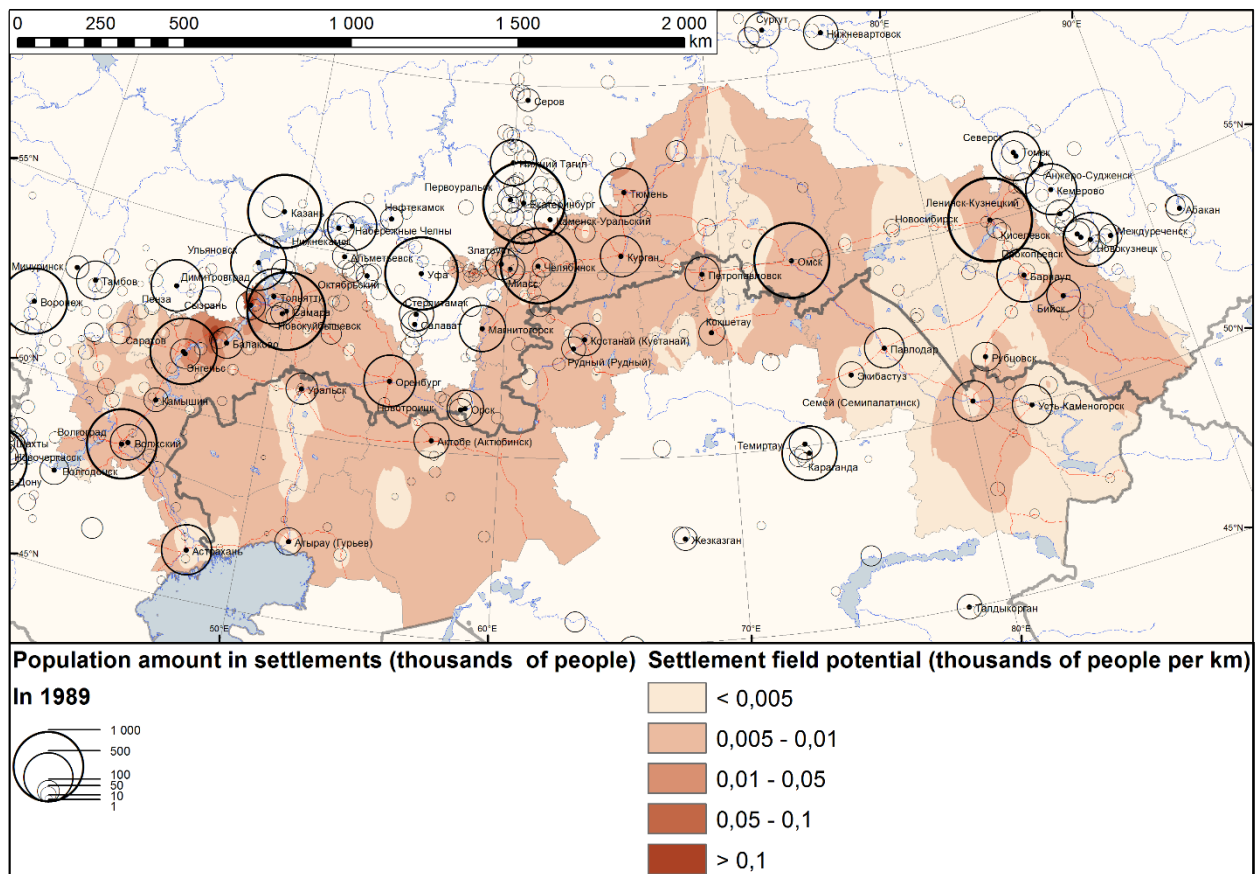 0 250 500 1 000 1 500 2 000
km
80°E
90°E
Сургут
Нижневартовск
Серов
55°N
55°N
Северск
Томск
Нижний Тагил
Анжеро-Судженск
Первоуральск
Кемерово
Екатеринбург
Тюмень
Ленинск-Кузнецкий
Абакан
Казань
Нефтекамск
Каменск-Уральский
Новосибирск
Киселевск
Междуреченск
Набережные Челны
Новокузнецк
Нижнекамск
Ульяновск
Альметьевск
Златоуст
Прокопьевск
Мичуринск
Димитровград
Курган
Омск
Челябинск
Уфа
Петропавловск
Барнаул
Тамбов
Октябрьский
Миасс
Пенза
Тольятти
Бийск
Воронеж
Сызрань
Стерлитамак
Самара
Салават
Кокшетау
Новокуйбышевск
Магнитогорск
50°N
Саратов
Балаково
Костанай (Кустанай)
Павлодар
50°N
Рудный (Рудный)
Рубцовск
Энгельс
Экибастуз
Оренбург
Уральск
Камышин
Новотроицк
Орск
Семей (Семипалатинск)
Усть-Каменогорск
Волгоград
Волжский
Актобе (Актюбинск)
Шахты
Темиртау
Новочеркасск
Караганда
Волгодонск
а-Дону
45°N
45°N
Атырау (Гурьев)
Жезказган
Астрахань
Талдыкорган
50°E
60°E
70°E
80°E
Population amount in settlements (thousands of people)
In 1989
1 000
500
100
50
10
1
Settlement field potential (thousands of people per km)
< 0,005
0,005 - 0,01
0,01 - 0,05
0,05 - 0,1
> 0,1